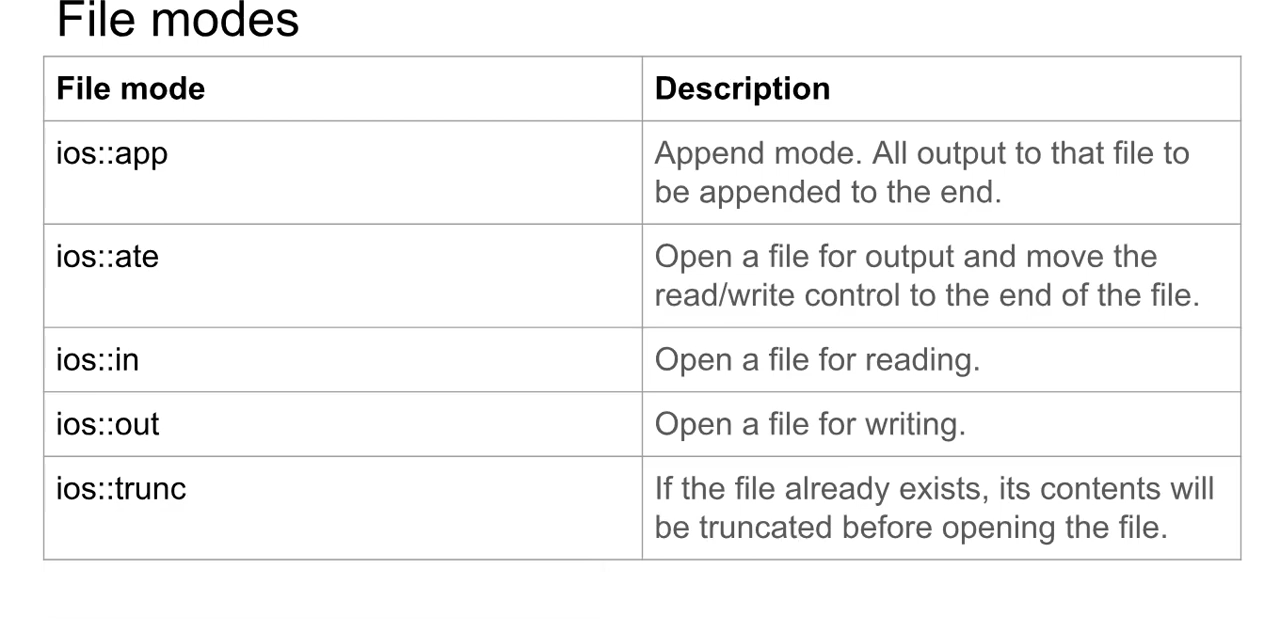 File modes
File mode
Description
ios::app
Append mode. All output to that file to
be appended to the end.
ios::ate
Open a file for output and move the
read/write control to the end of the file.
ios::in
Open a file for reading.
ios::out
Open a file for writing.
ios::trunc
If the file already exists, its contents will
be truncated before opening the file.